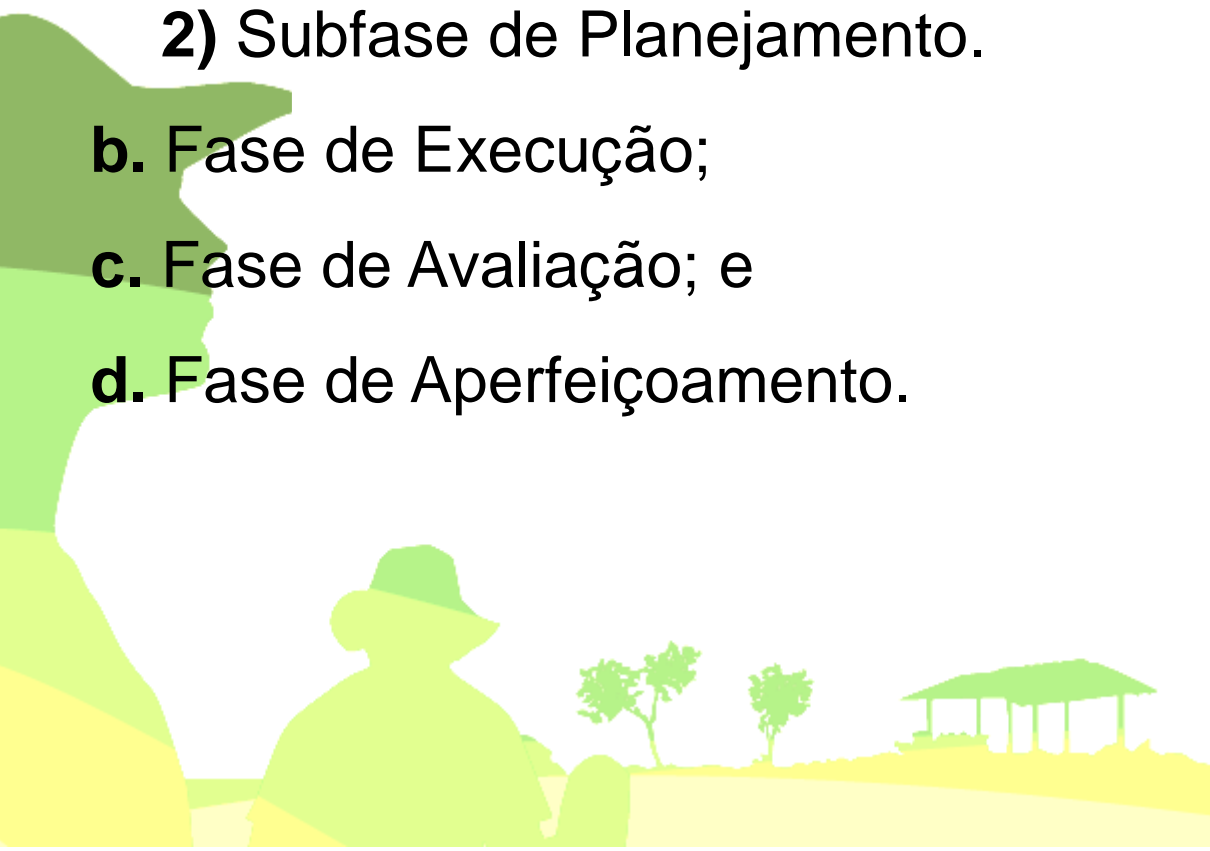 2) Subfase de Planejamento.
b. Fase de Execução;
c. Fase de Avaliação; e
d. Fase de Aperfeiçoamento.